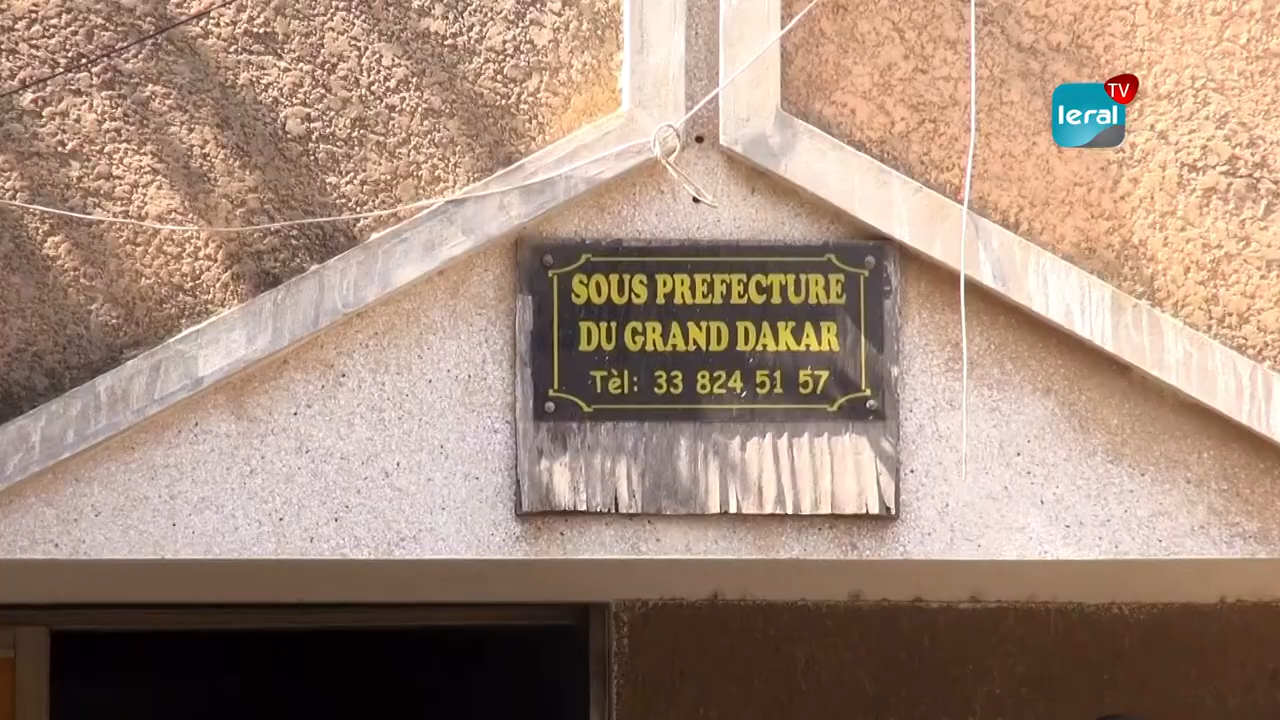 TV
leral
SOUS PREFECTURE
DU GRAND DAKAR
Tèl: 33 824 51 57